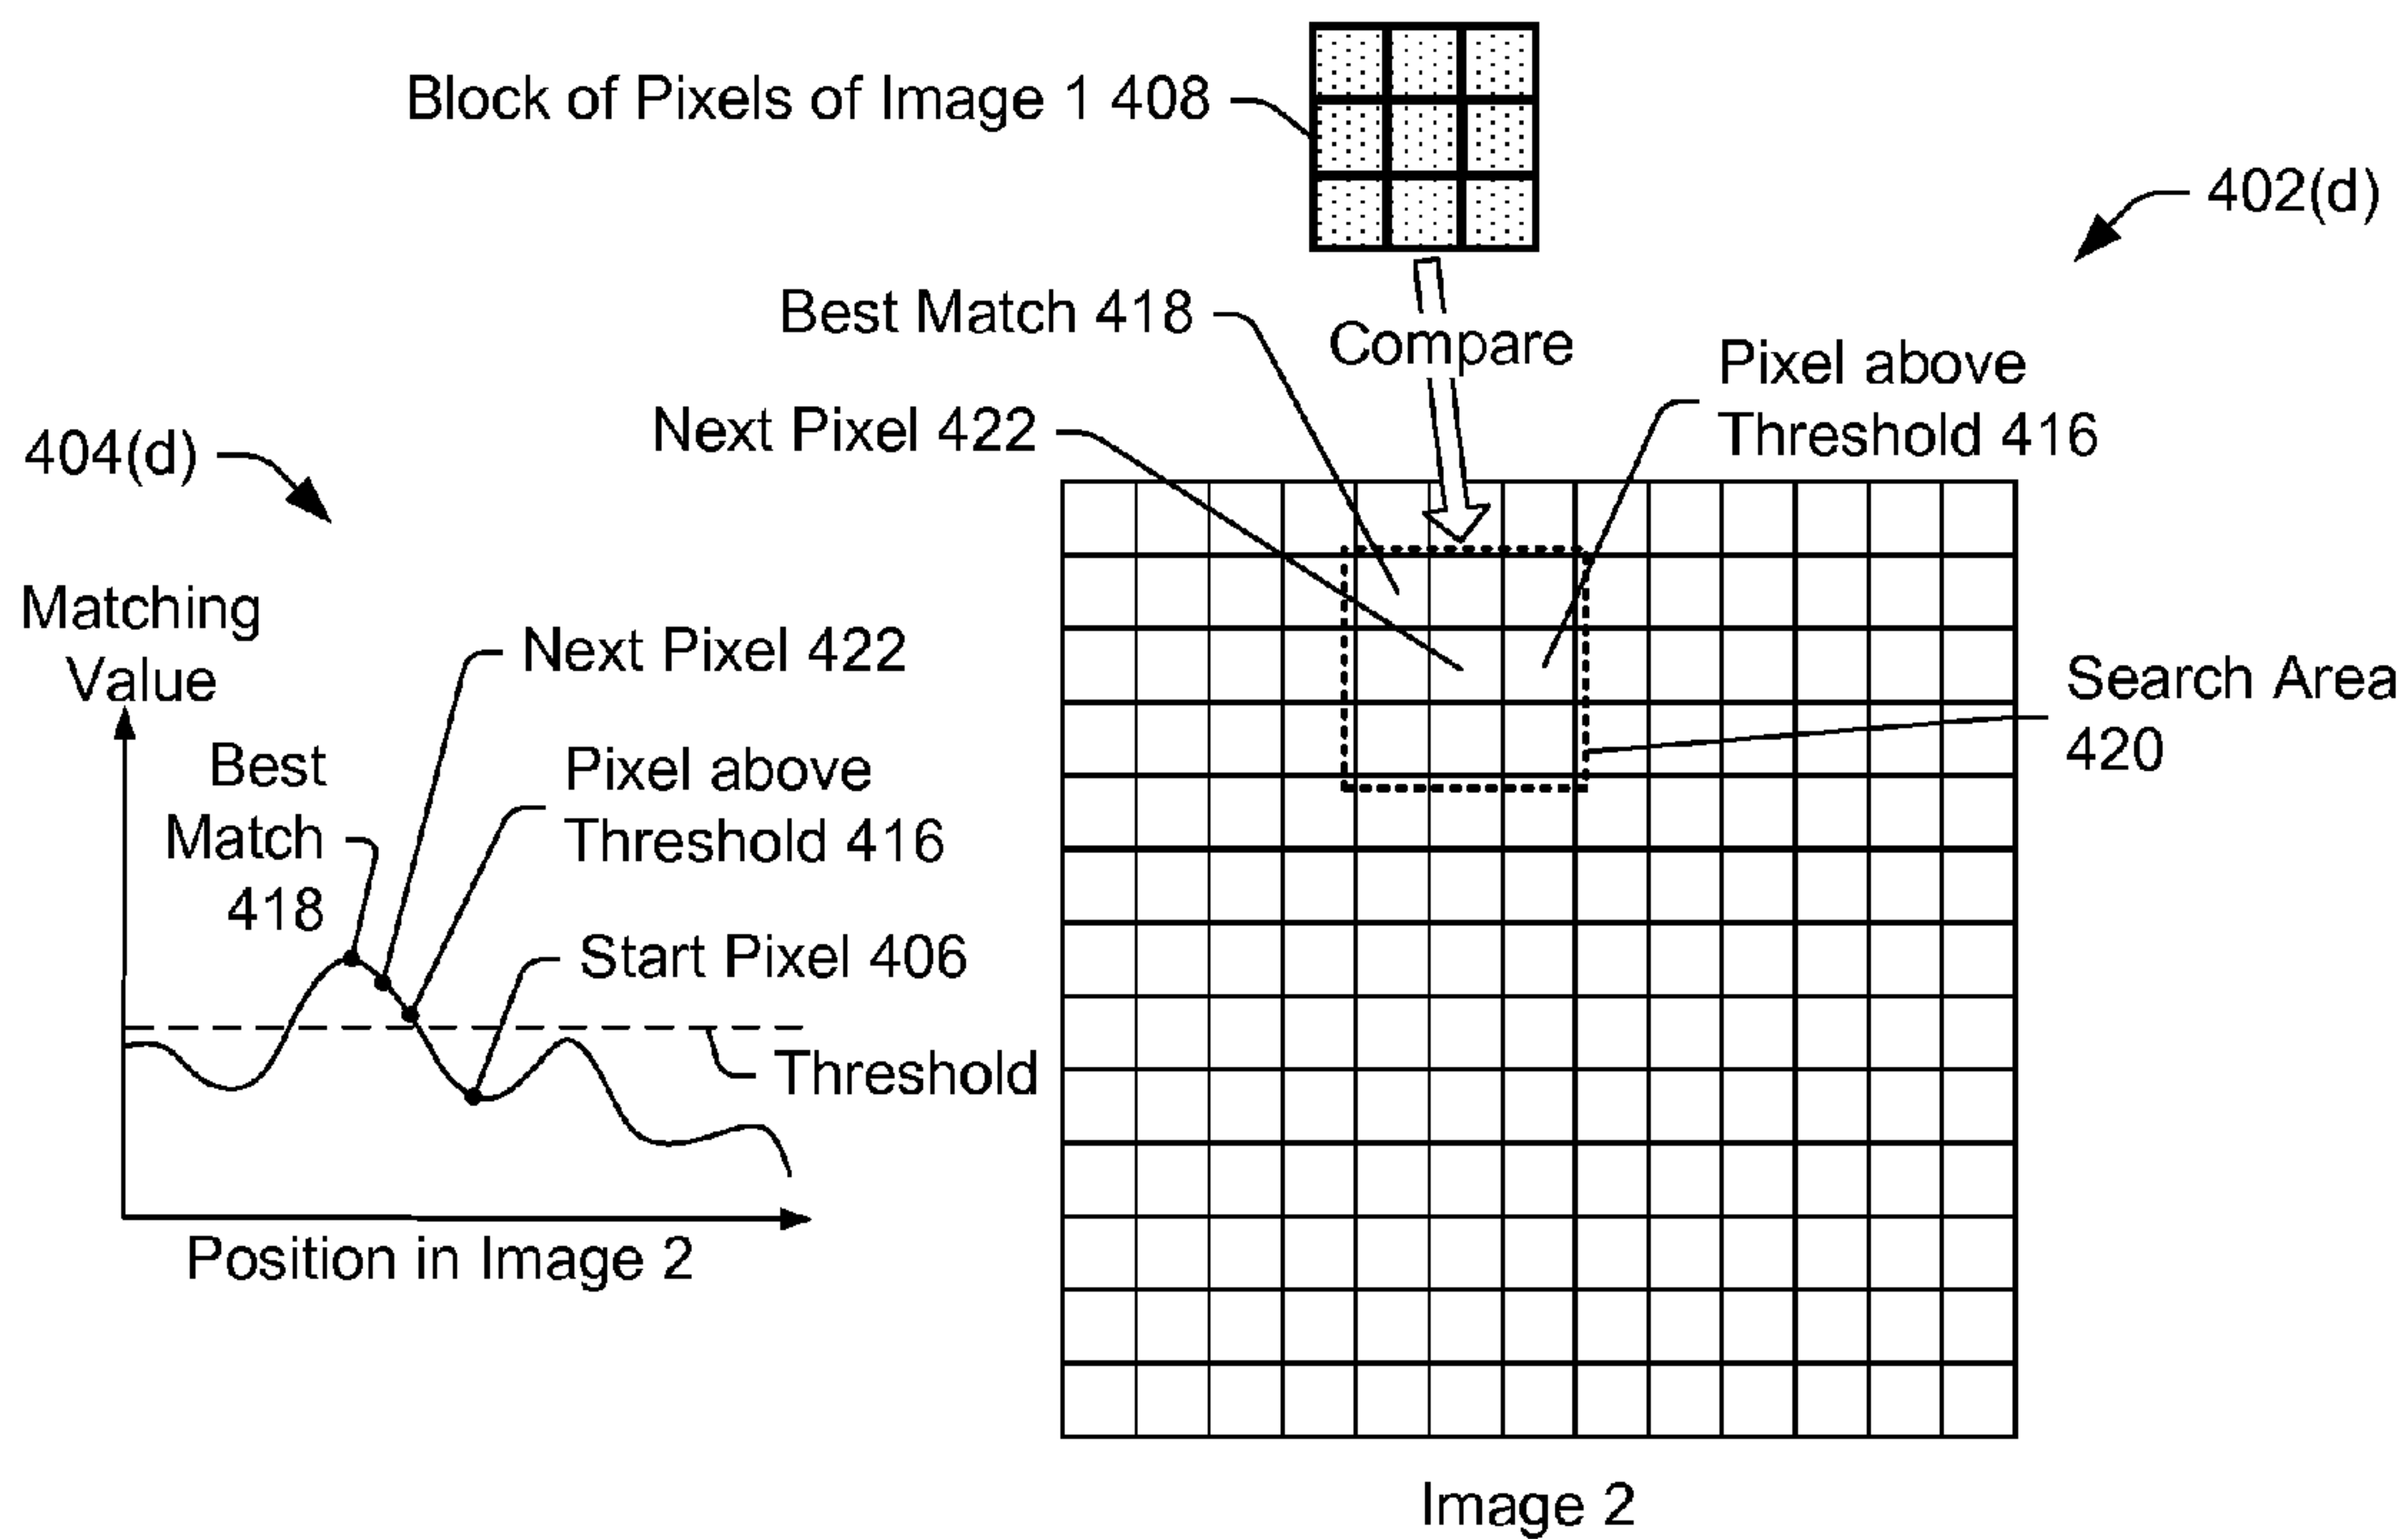 Block of Pixels of Image 1 408
402(d)
Best Match 418
Compare
Pixel above
Threshold 416
Next Pixel 422
404(d)
Matching
Value
Next Pixel 422
Best
Match
418
Pixel above
Threshold 416
Start Pixel 406
Threshold
Position in Image 2
Search Area
420
Image 2